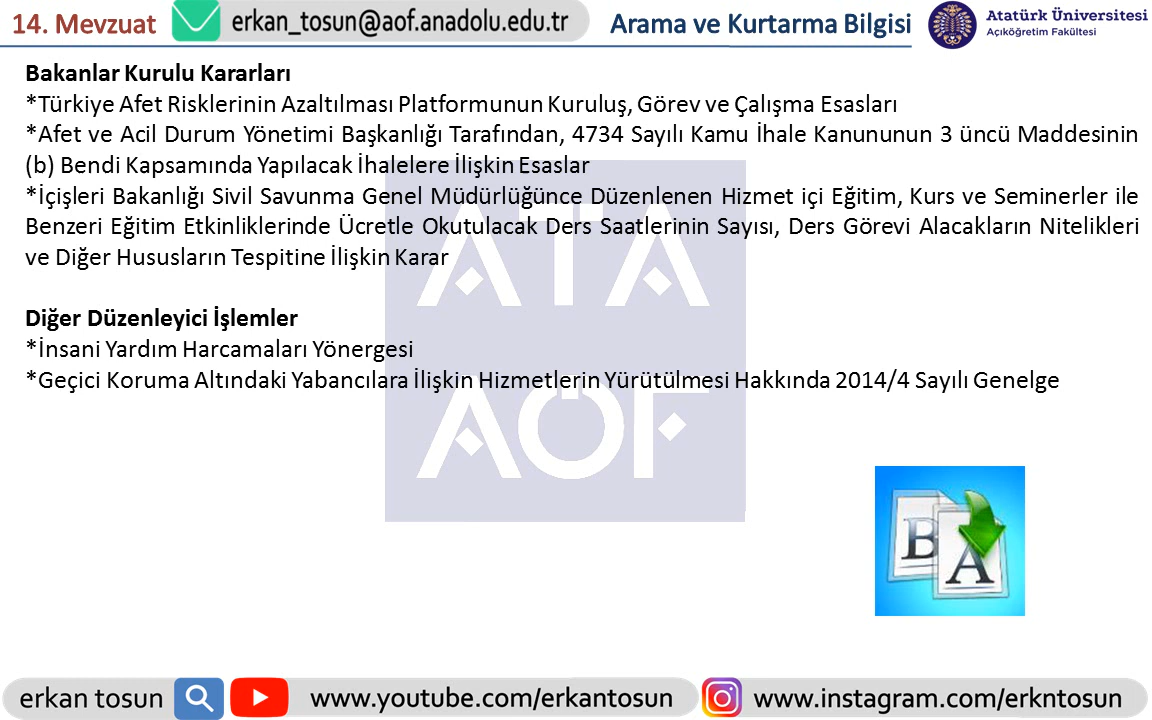 14. Mevzuat
erkan_tosun@aof.anadolu.edu.tr
Arama ve Kurtarma Bilgisi
Atatürk Üniversitesi
Açıköğretim Fakültesi
Bakanlar Kurulu Kararları
*Türkiye Afet Risklerinin Azaltılması Platformunun Kuruluş, Görev ve Çalışma Esasları
*Afet ve Acil Durum Yönetimi Başkanlığı Tarafından, 4734 Sayılı Kamu İhale Kanununun 3 üncü Maddesinin
(b) Bendi Kapsamında Yapılacak İhalelere İlişkin Esaslar
*İçişleri Bakanlığı Sivil Savunma Genel Müdürlüğünce Düzenlenen Hizmet içi Eğitim, Kurs ve Seminerler ile
Benzeri Eğitim Etkinliklerinde Ücretle Okutulacak Ders Saatlerinin Sayısı, Ders Görevi Alacakların Nitelikleri
ve Diğer Hususların Tespitine İlişkin Karar
Diğer Düzenleyici İşlemler
*İnsani Yardım Harcamaları Yönergesi
*Geçici Koruma Altındaki Yabancılara İlişkin Hizmetlerin Yürütülmesi Hakkında 2014/4 Sayılı Genelge
ATA
AÖF
B
A
erkan tosun
www.youtube.com/erkantosun
www.instagram.com/erkntosun